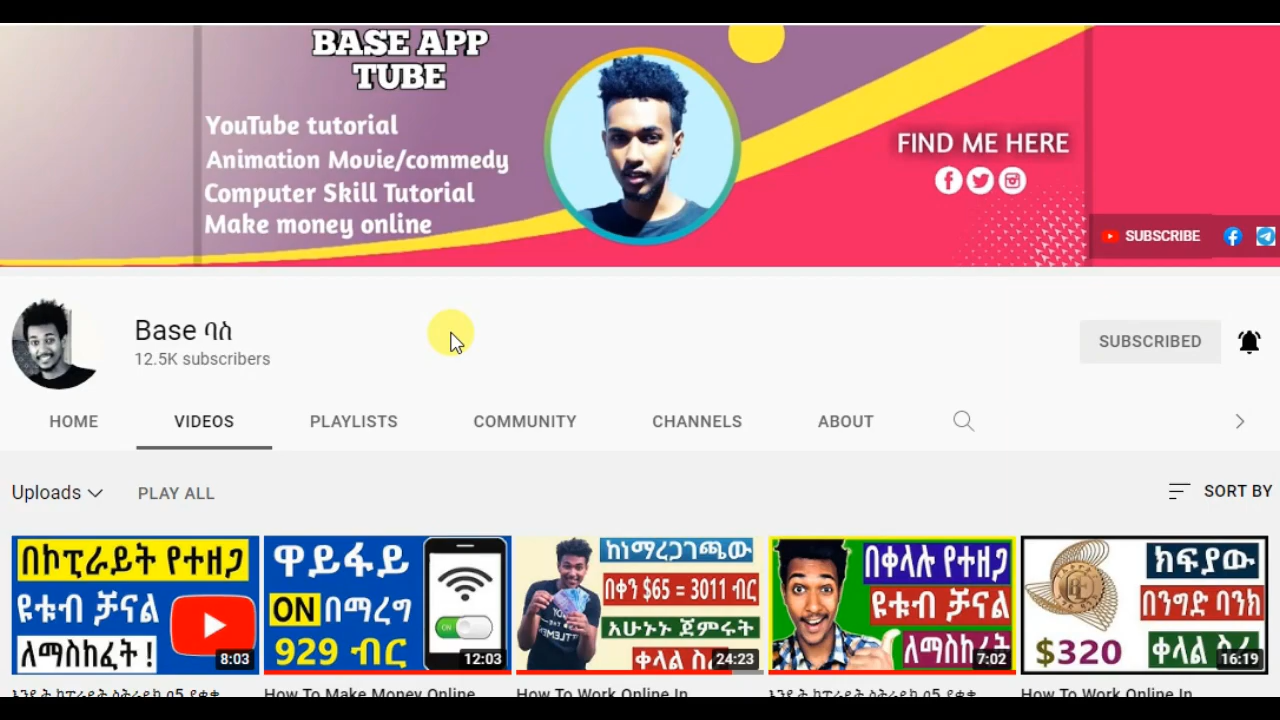 BASE APP
TUBE
YouTube tutorial
Animation Movie/commedy
Computer Skill Tutorial
Make money online
FIND ME HERE
SUBSCRIBE
Base ባስ
12.5K subscribers
SUBSCRIBED
HOME VIDEOS PLAYLISTS COMMUNITY CHANNELS ABOUT
Uploads PLAY ALL SORT BY
በኮፒራይት የተዘጋ
ዩቱብ ቻናል
ለማስከፈት !
8:03
ዋይፋይ
ON በማረግ
929 ብር
ON
12:03
ከነማረጋገጫው
በቀን $65 = 3011 ብር
አሁኑኑ ጀምሩት
ቀላል
24:23
በቀላሉ የተዘጋ
ዩቱብ ቻናል
7:02
ክፍያው
በንግድ ባንክ
$320 ቀላል
16:19
How To Make Money Online
How To Work Online In
How To Work Online In